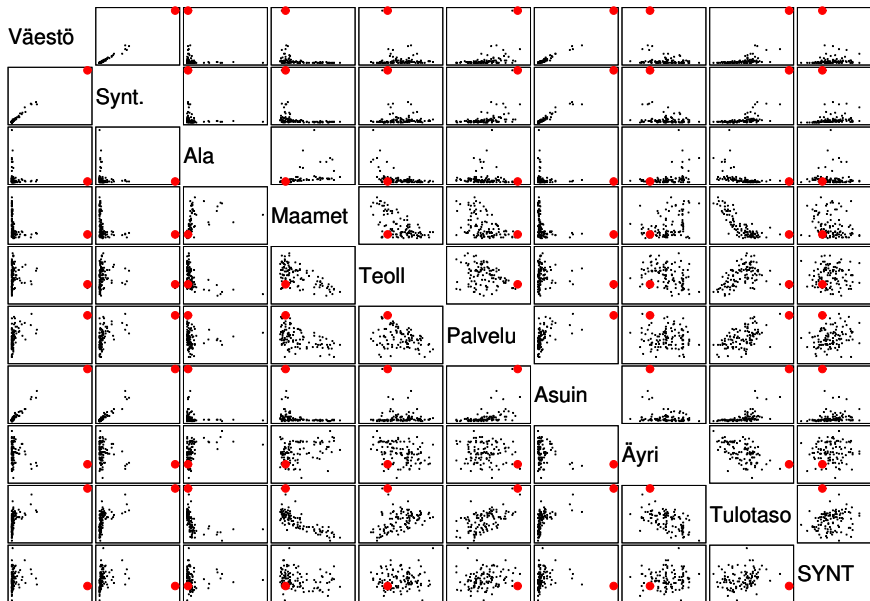 Väestö
Synt.
Ala
Maamet
Teoll
Palvelu
Asuin
Äyri
Tulotaso
SYNT